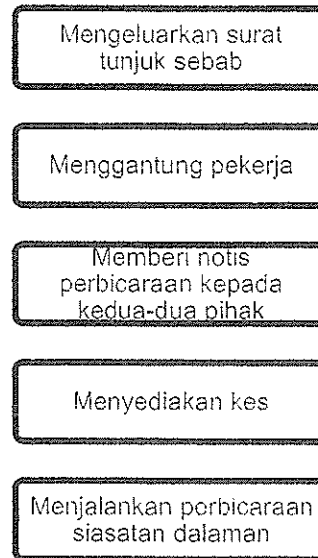 Mengeluarkan surat
tunjuk sebab
Menggantung pekerja
Memberi notis
perbicaraan kepada
kedua-dua pihak
Menyediakan kes
Menjalankan perbicaraan
siasatan dalaman